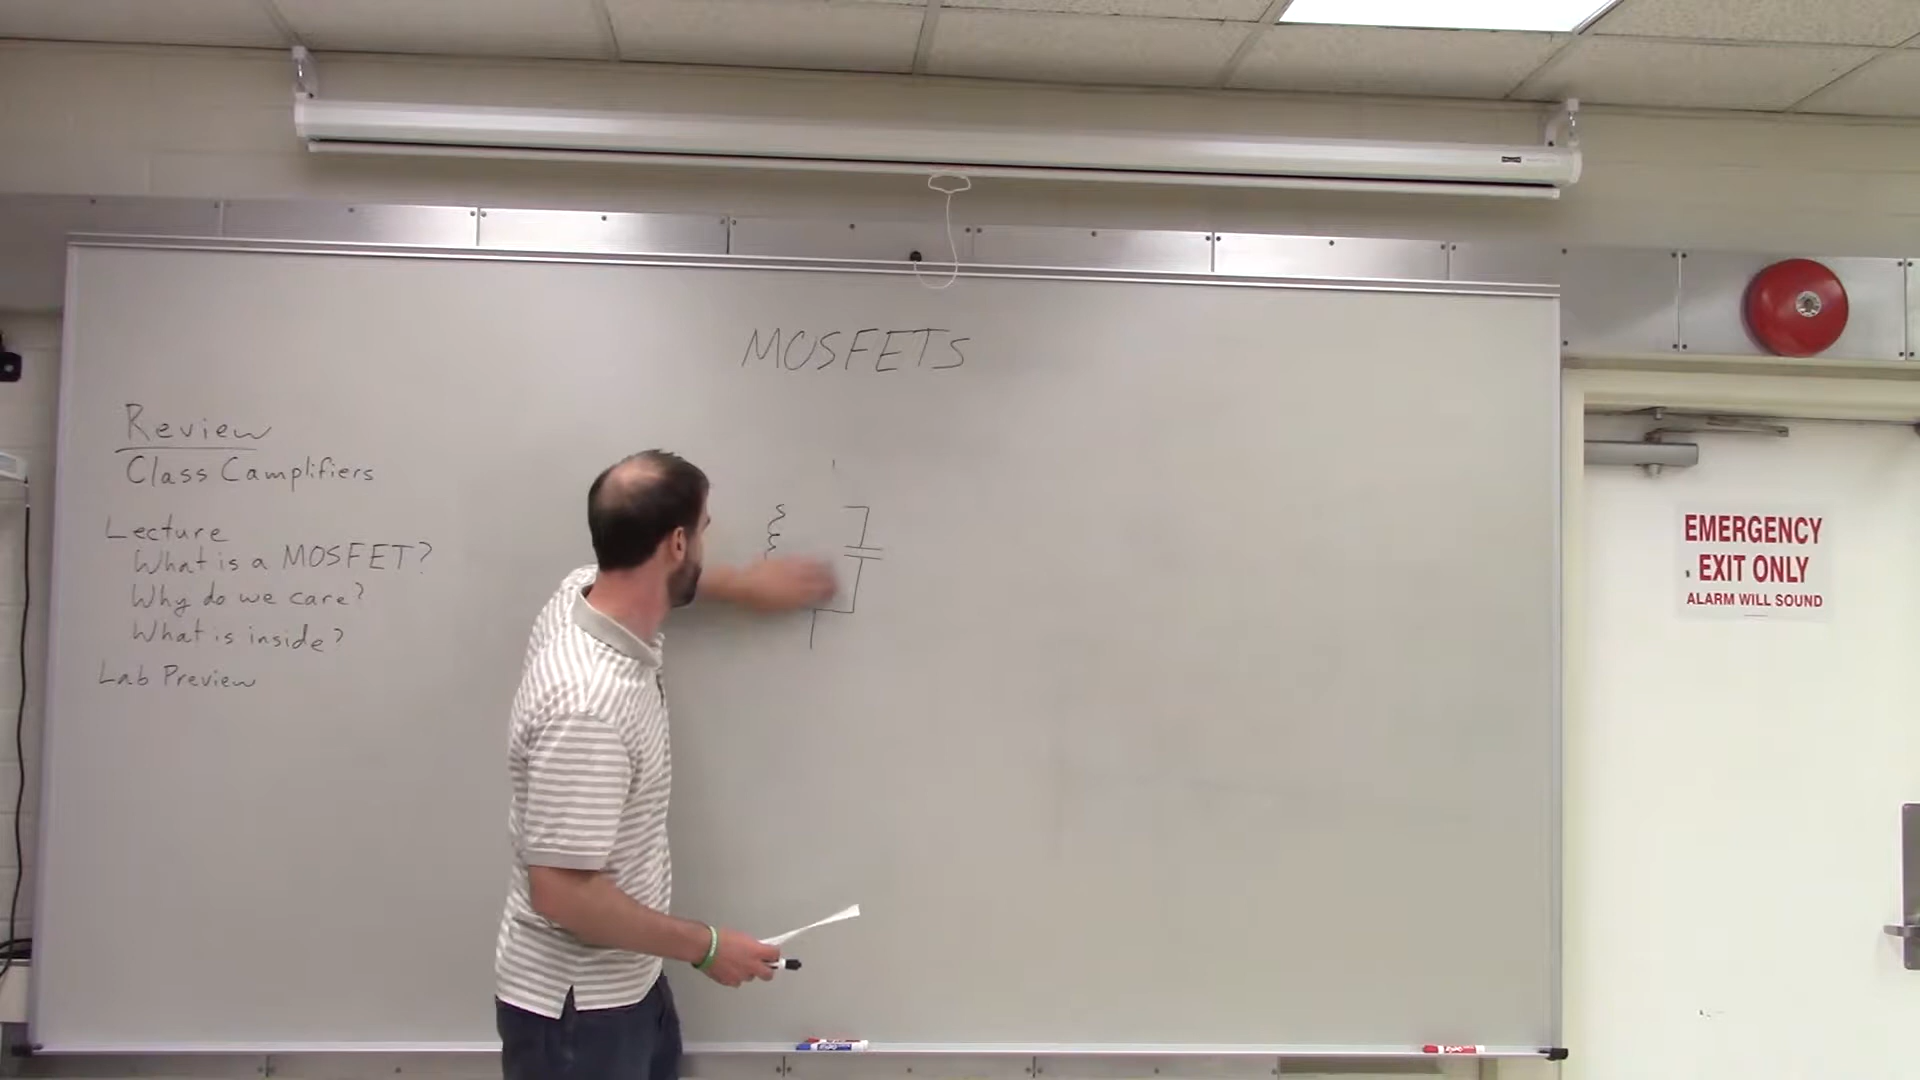 MOSFETS
Review
Class C amplifiers
Lecture
What is a MOSFET?
Why do we care?
What is inside?
Lab Preview
EMERGENCY
EXIT ONLY
ALARM WILL SOUND